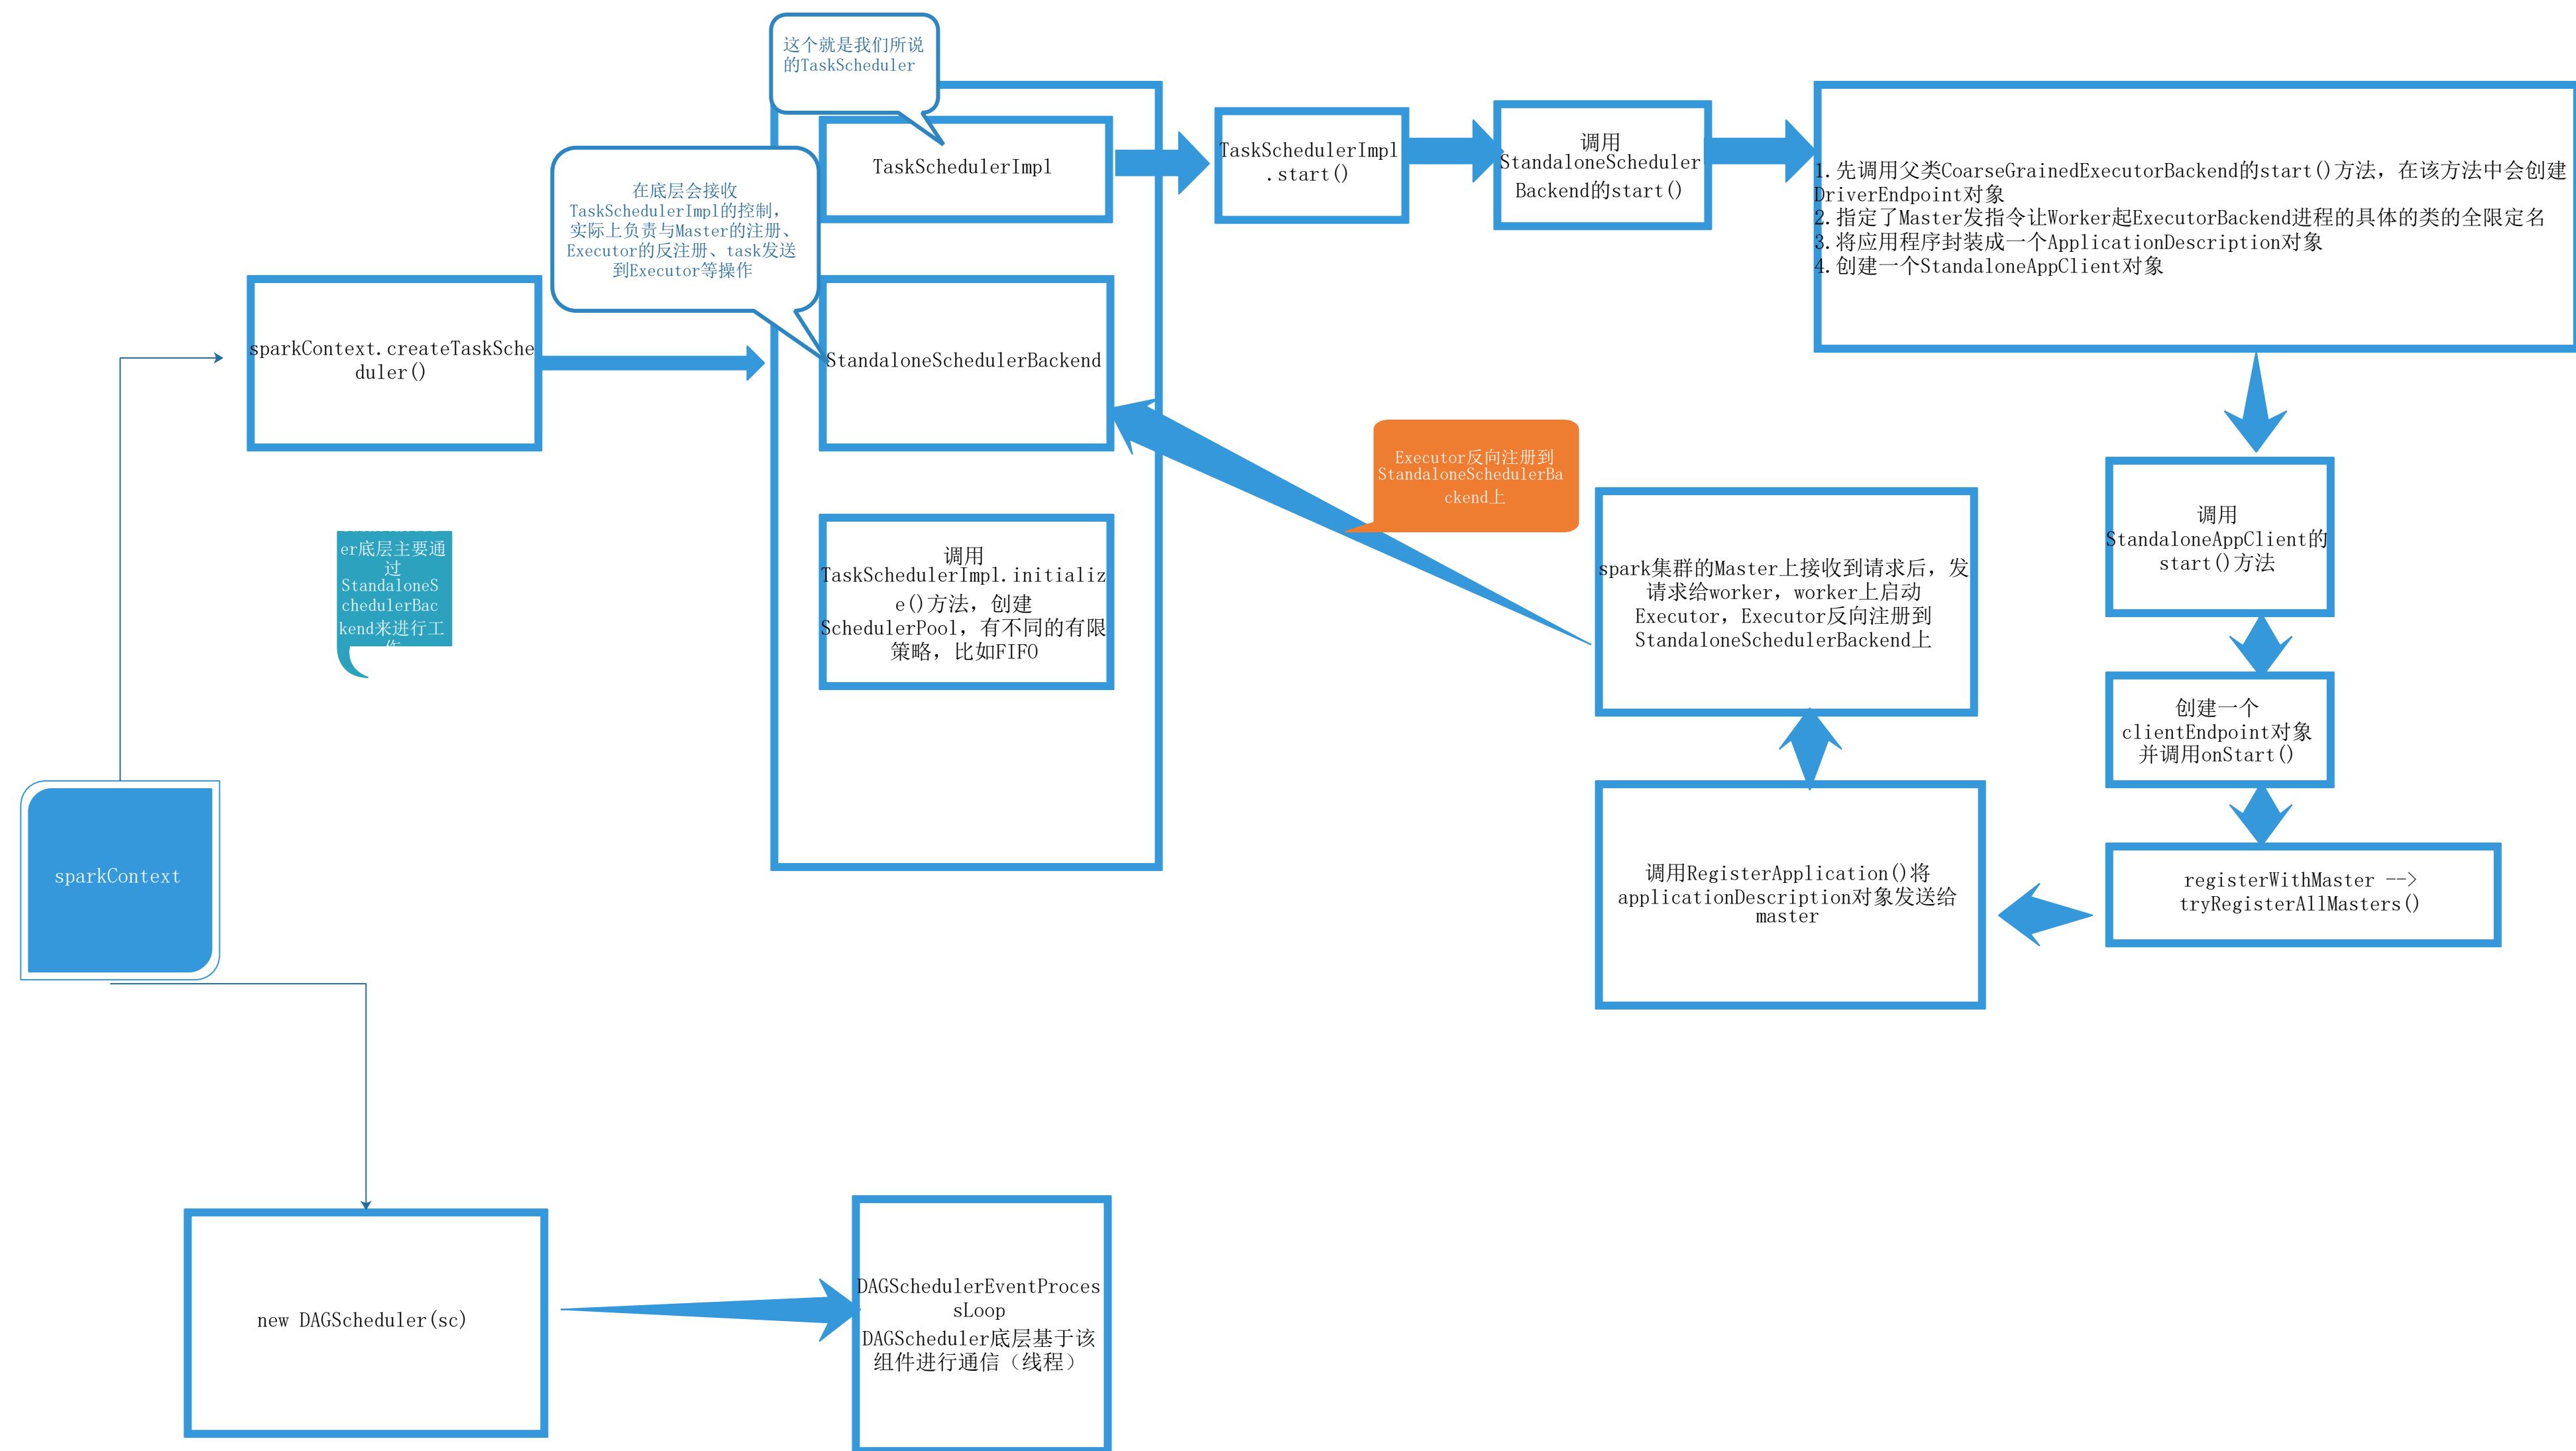 这个就是我们所说
的TaskScheduler
TaskSchedulerImpl
在底层会接收
TaskSchedulerImpl的控制,
实际上负责与Master的注册、
Executor的反注册、task发送
到Executor等操作
StandaloneSchedulerBackend
调用
TaskSchedulerImpl.initializ
e()方法，创建
SchedulerPool，有不同的有限
策略，比如FIFO
TaskSchedulerImpl
.start()
调用
StandaloneScheduler
Backend的start()
1.先调用父类CoarseGrainedExecutorBackend的start()方法，在该方法中会创建
DriverEndpoint对象
2.指定了Master发指令让Worker起ExecutorBackend进程的具体的类的全限定名
3.将应用程序封装成一个ApplicationDescription对象
4.创建一个StandaloneAppClient对象
sparkContext.createTaskSche
duler()
er底层主要通
过
StandaloneS
chedulerBac
kend来进行工
作
Executor反向注册到
StandaloneSchedulerBa
ckend上
spark集群的Master上接收到请求后，发
请求给worker，worker上启动
Executor，Executor反向注册到
StandaloneSchedulerBackend上
调用
StandaloneAppClient的
start()方法
创建一个
clientEndpoint对象
并调用onStart()
registerWithMaster -->
tryRegisterAllMasters()
调用RegisterApplication()将
applicationDescription对象发送给
master
sparkContext
new DAGScheduler(sc)
DAGSchedulerEventProces
sLoop
DAGScheduler底层基于该
组件进行通信（线程）